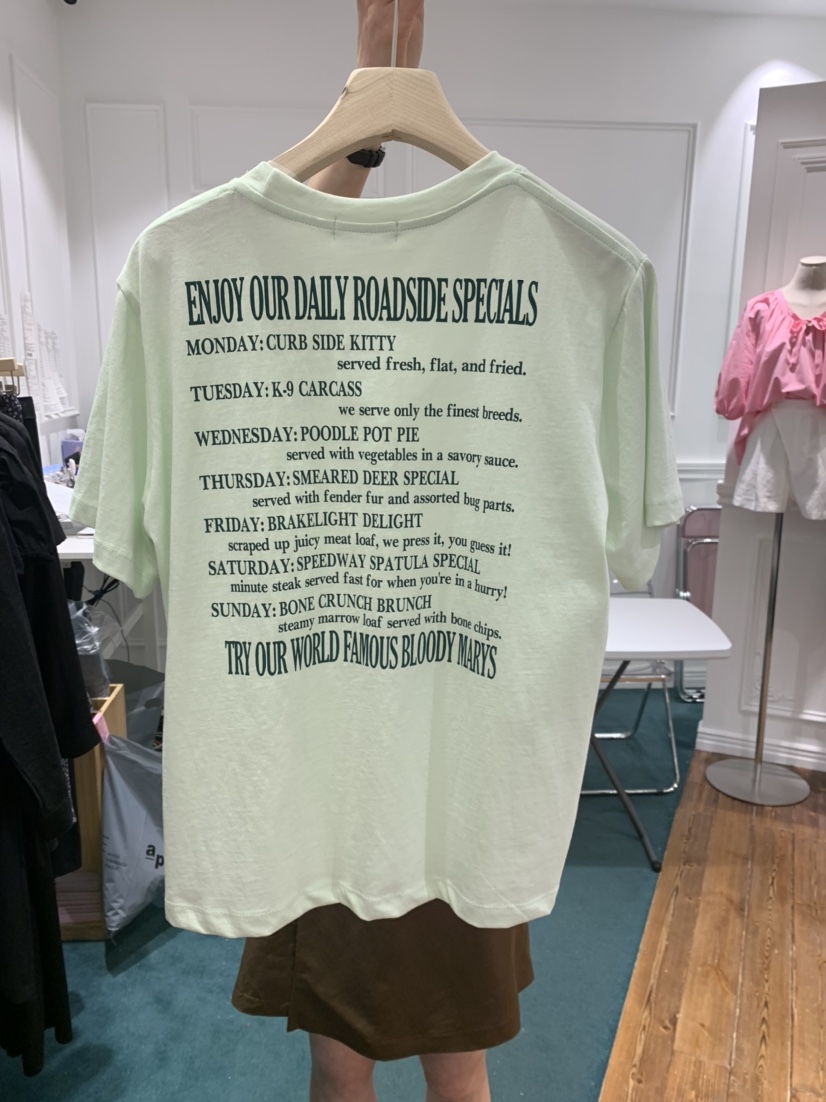 ENJOY OUR DAILY ROADSIDE SPECIALS
MONDAY: CURB SIDE KITTY
served fresh, flat, and fried.
TUESDAY: K-9 CARCASS
we serve only the finest breeds.
WEDNESDAY: POODLE POT PIE
served with vegetables in a savory sauce.
THURSDAY: SMEARED DEER SPECIAL
served with fender fur and assorted bug parts.
FRIDAY: BRAKELIGHT DELIGHT
scraped up juicy meat loaf, we press it, you guess it!
SATURDAY: SPEEDWAY SPATULA SPECIAL
minute steak served fast for when you're in a hurry!
SUNDAY: BONE CRUNCH BRUNCH
steamy marrow loaf served with bone chips.
TRY OUR WORLD FAMOUS BLOODY MARYS